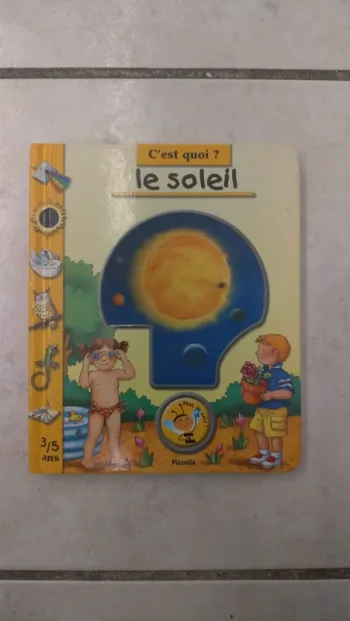 C'est quoi ?
le soleil
3/5
ans
Piccolia